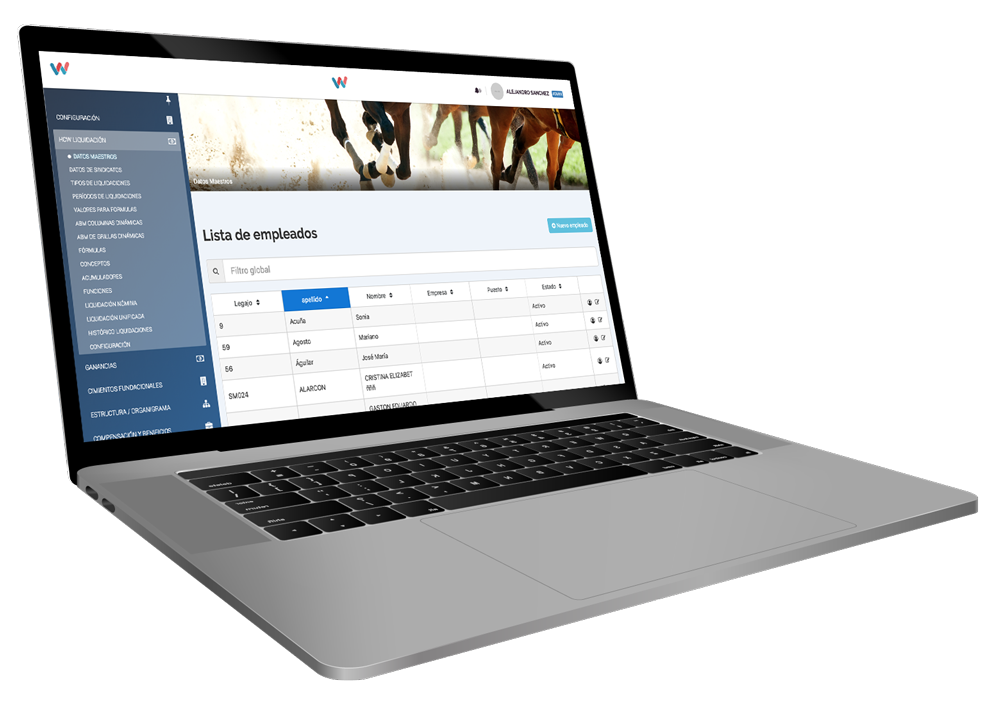 ALEJANDRO SANCHEZ
CONFIGURACIÓN
HCW LIQUIDACIÓN
DATOS MAESTROS
DATOS DE SINDICATOS
TIPOS DE LIQUIDACIONES
PERÍODOS DE LIQUIDACIONES
VALORES PARA FORMULAS
ABM COLUMNAS DINÁMICAS
ABM DE GRILLAS DINÁMICAS
FÓRMULAS
CONCEPTOS
ACUMULADORES
FUNCIONES
LIQUIDACIÓN NÓMINA
LIQUIDACIÓN UNIFICADA
HISTÓRICO LIQUIDACIONES
CONFIGURACIÓN
GANANCIAS
CIMIENTOS FUNDACIONALES
ESTRUCTURA / ORGANIGRAMA
COMPENSACIÓN Y BENEFICIOS
Datos Maestros
Lista de empleados
Nuevo empleado
Filtro global
Legajo apellido Nombre Empresa Puesto Estado
9 Acuña Sonia Activo
59 Agosto Mariano Activo
56 Águilar José María Activo
SM024 ALARCON CRISTINA ELIZABET Activo
GASTON EDUARDO